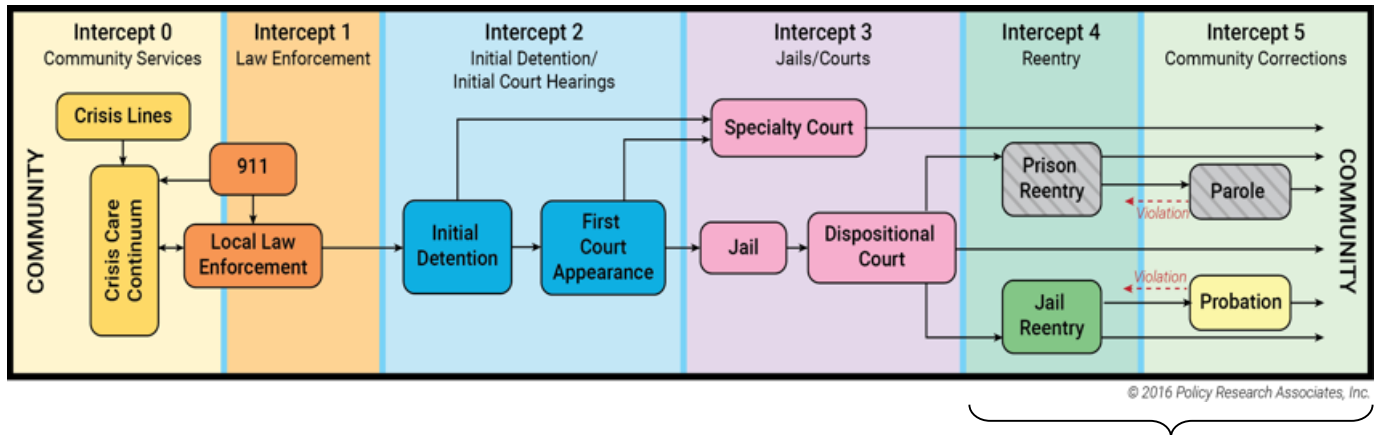 Intercept 0
Community Services
Intercept 1
Law Enforcement
Intercept 2
Initial Detention/
Initial Court Hearings
Intercept 3
Jails/Courts
Intercept 4
Reentry
Intercept 5
Community Corrections
COMMUNITY
Crisis Lines
Crisis Care
Continuum
911
Local Law
Enforcement
Initial
Detention
First
Court
Appearance
Specialty Court
Jail
Dispositional
Court
Prison
Reentry
Violation
Parole
Jail
Reentry
Violation
Probation
COMMUNITY
© 2016 Policy Research Associates, Inc.